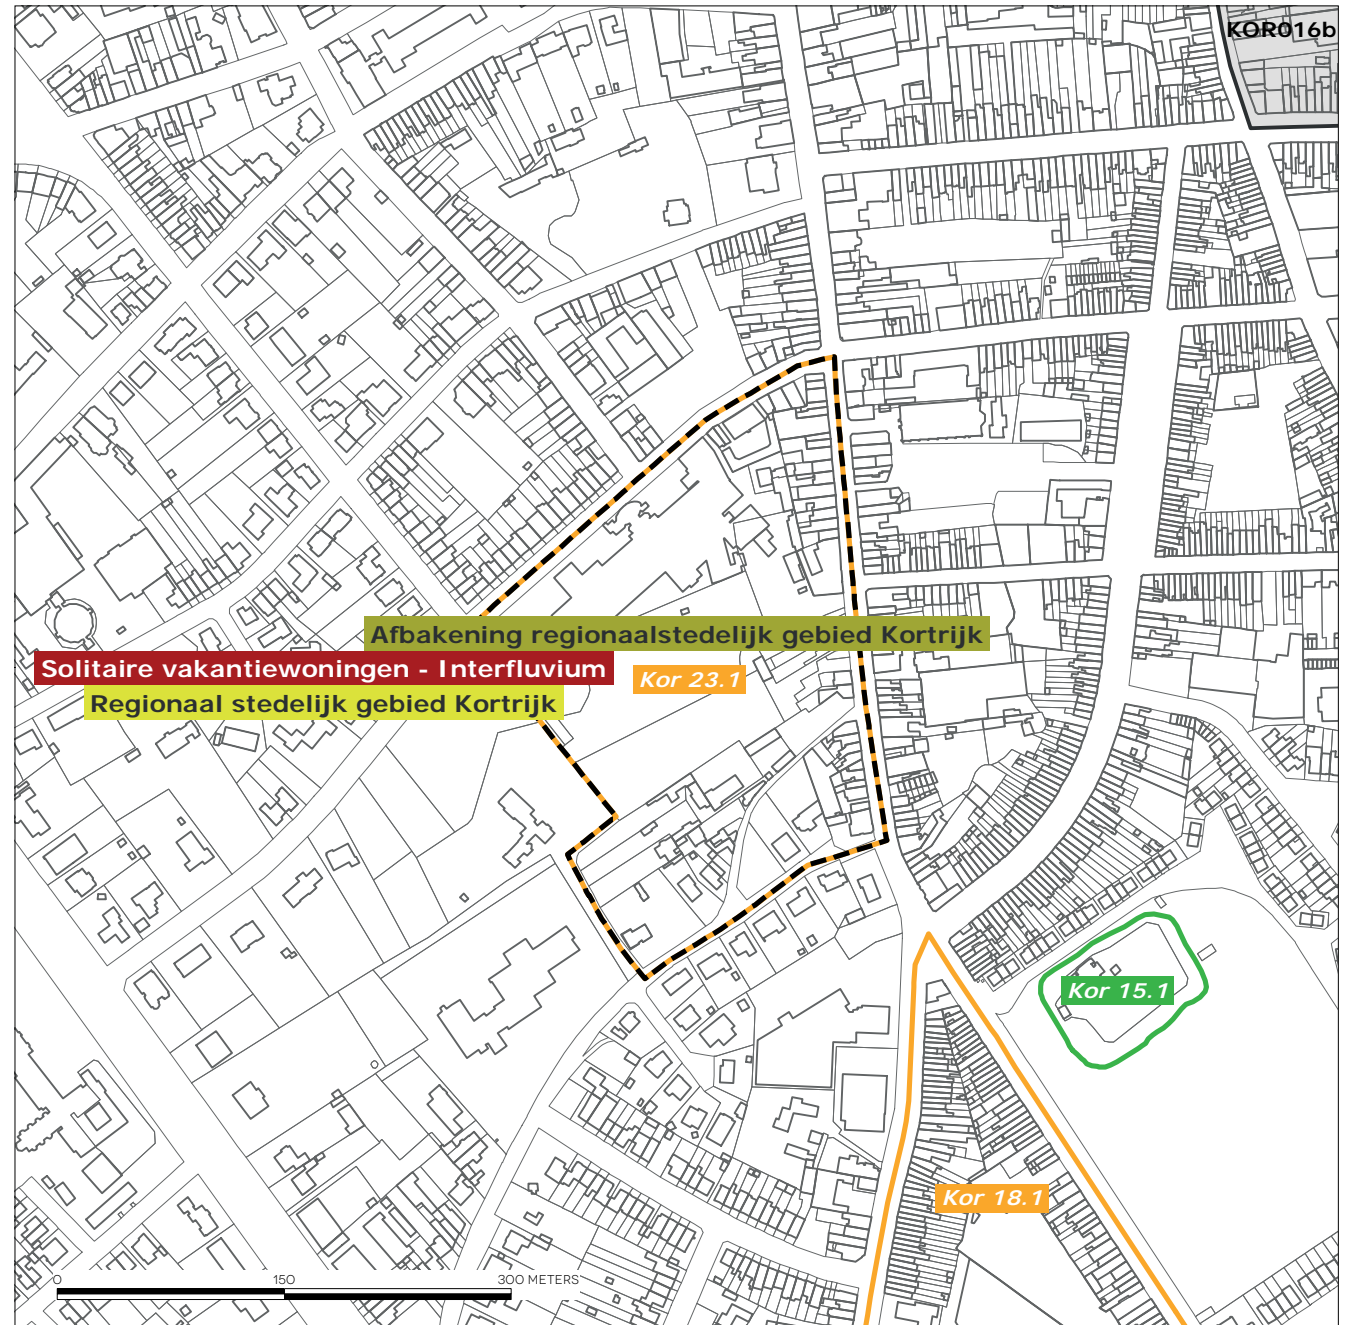 KOR016b
Afbakening regionaalstedelijk gebied Kortrijk
Solitaire vakantiewoningen - Interfluvium
Kor 23.1
Regionaal stedelijk gebied Kortrijk
Kor 15.1
Kor 18.1
0 150 300 METERS